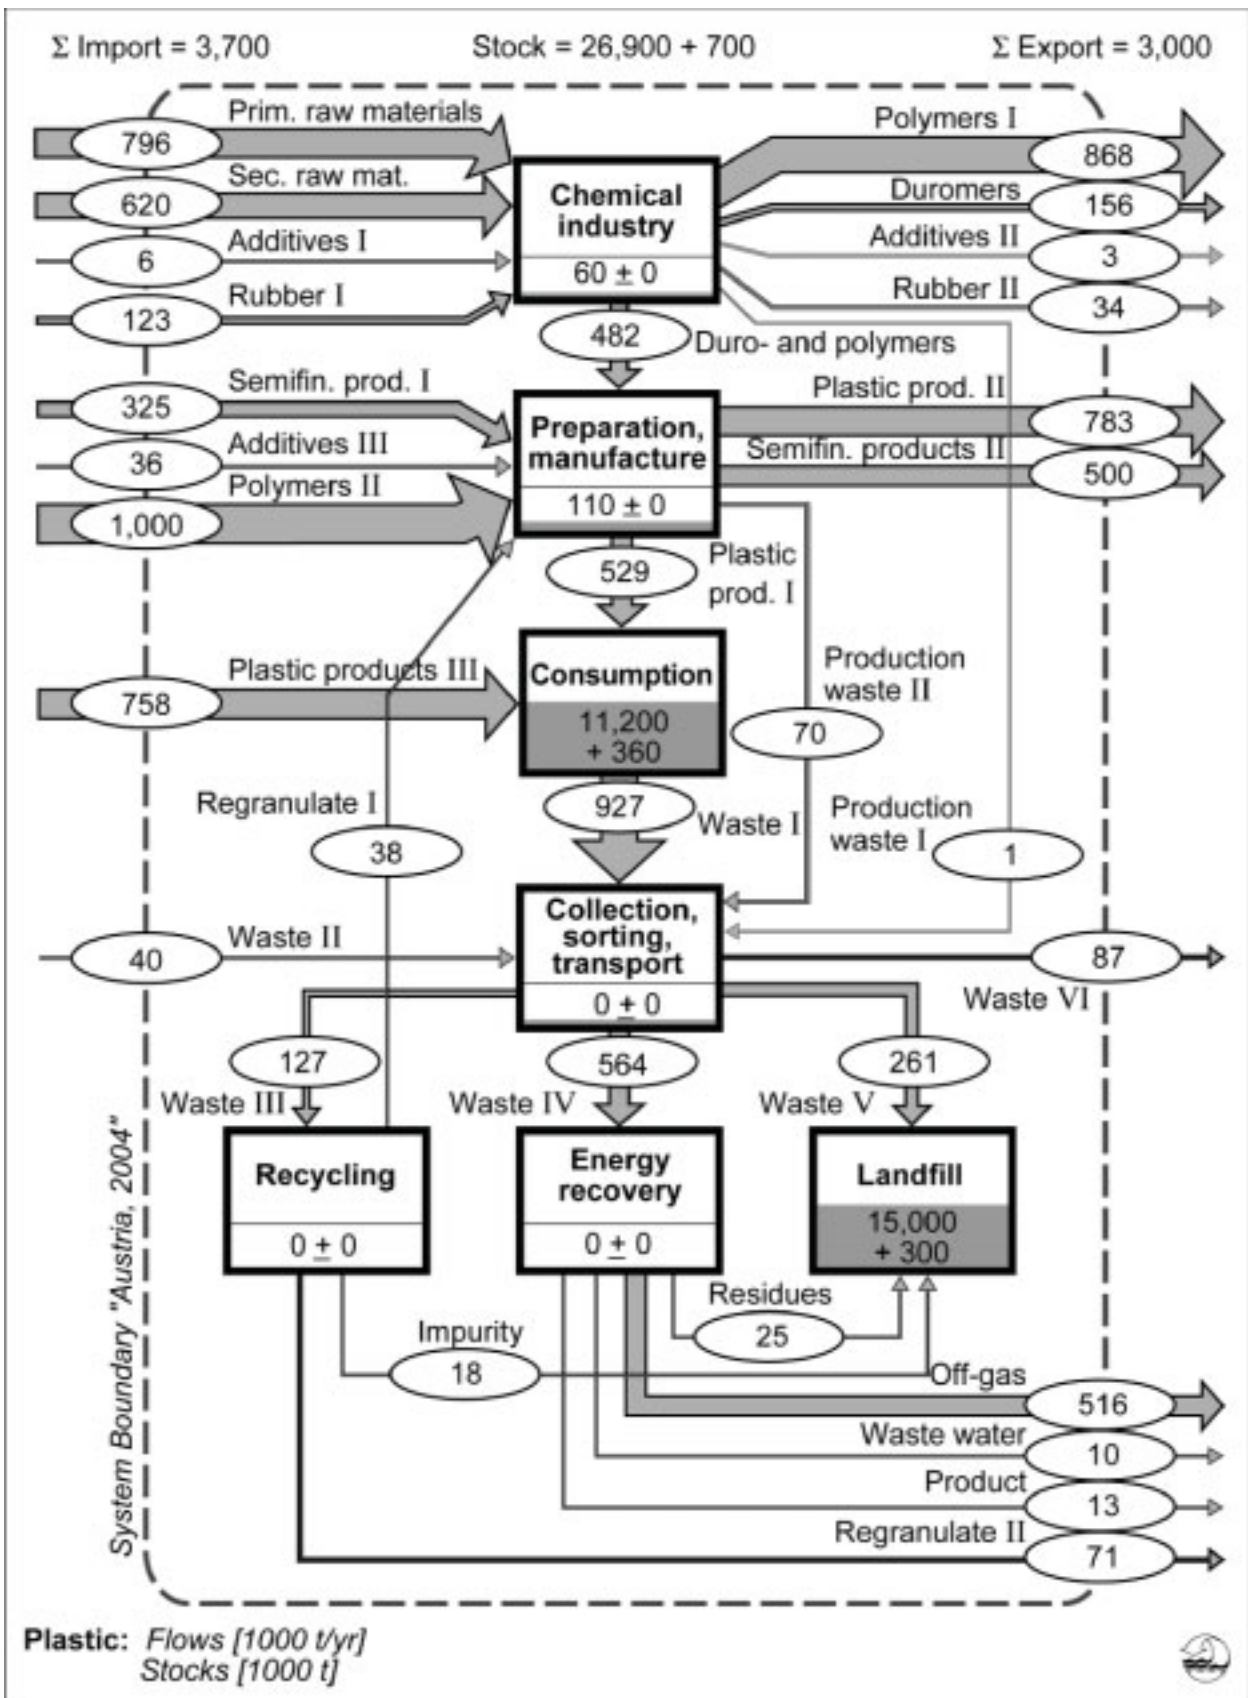 Σ Import = 3,700
Stock = 26,900 + 700
Σ Export = 3,000
Prim. raw materials
796
Sec. raw mat.
620
Additives I
6
Rubber I
123
Chemical
industry
60 ± 0
Polymers I
868
Duromers
156
Additives II
3
Rubber II
34
482
Duro- and polymers
Semifin. prod. I
325
Additives III
36
Polymers II
1,000
Preparation,
manufacture
110 ± 0
Plastic prod. II
783
Semifin. products II
500
529
Plastic
prod. I
Plastic products III
758
Consumption
11,200
+ 360
Production
waste II
70
Regranulate I
38
927
Waste I
Production
waste I
1
Waste II
40
Collection,
sorting,
transport
0 ± 0
87
Waste VI
127
Waste III
564
Waste IV
261
Waste V
Recycling
0 ± 0
Energy
recovery
0 ± 0
Landfill
15,000
+ 300
Residues
25
Impurity
18
Off-gas
516
Waste water
10
Product
13
Regranulate II
71
System Boundary "Austria, 2004"
Plastic: Flows [1000 t/yr]
Stocks [1000 t]